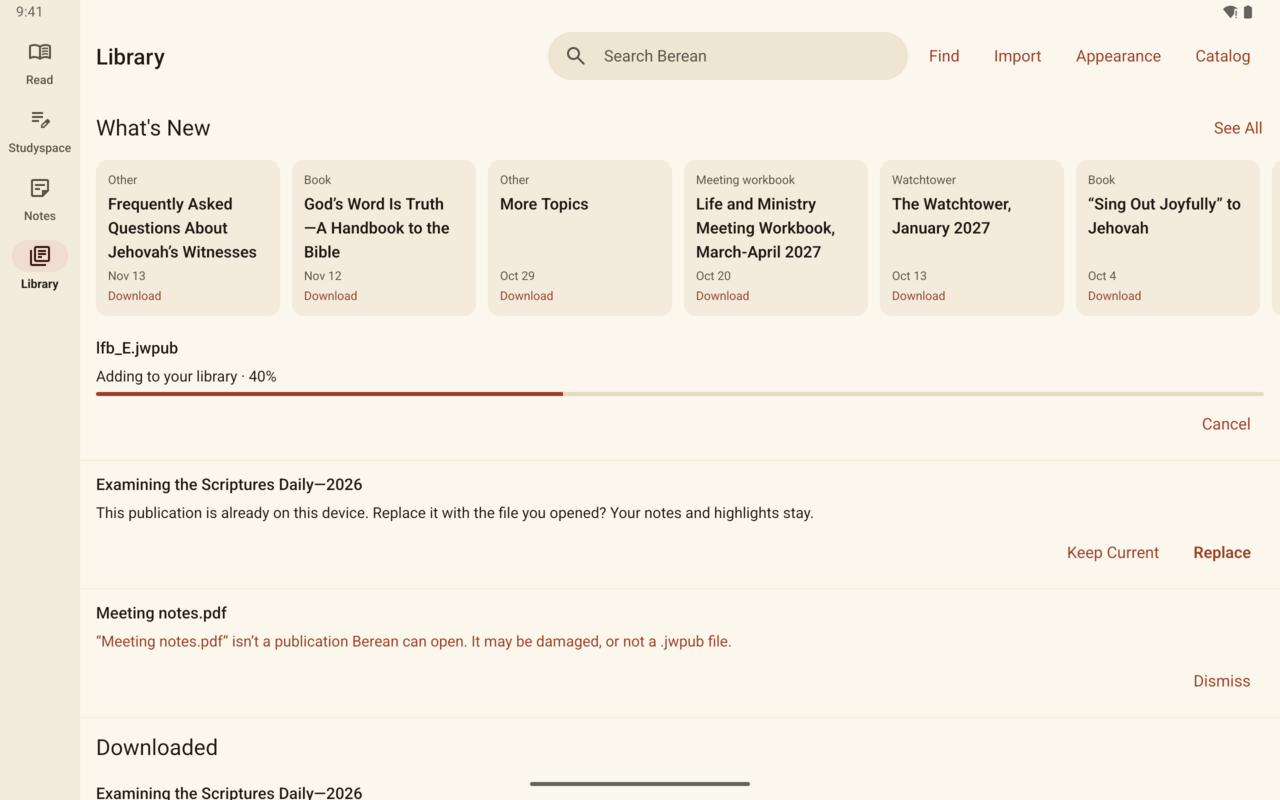 9:41
Read
Studyspace
Notes
Library
Library
Search Berean
Find
Import
Appearance
Catalog
What's New
See All
Other
Frequently Asked
Questions About
Jehovah’s Witnesses
Nov 13
Download
Book
God’s Word Is Truth
—A Handbook to the
Bible
Nov 12
Download
Other
More Topics
Oct 29
Download
Meeting workbook
Life and Ministry
Meeting Workbook,
March-April 2027
Oct 20
Download
Watchtower
The Watchtower,
January 2027
Oct 13
Download
Book
“Sing Out Joyfully” to
Jehovah
Oct 4
Download
lfb_E.jwpub
Adding to your library · 40%
Cancel
Examining the Scriptures Daily—2026
This publication is already on this device. Replace it with the file you opened? Your notes and highlights stay.
Keep Current
Replace
Meeting notes.pdf
“Meeting notes.pdf” isn’t a publication Berean can open. It may be damaged, or not a .jwpub file.
Dismiss
Downloaded
Examining the Scriptures Daily—2026